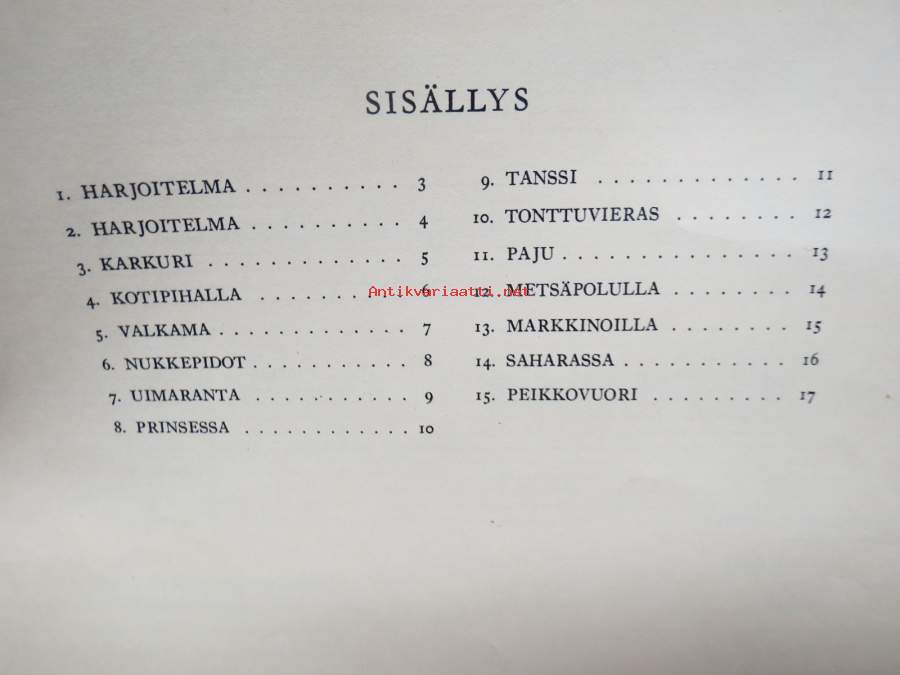 SISÄLLYS
1. HARJOITELMA . . . . . . . . . . 3
2. HARJOITELMA . . . . . . . . . . 4
3. KARKURI . . . . . . . . . . . . 5
4. KOTIPIHALLA . . . . . . . . . . 6
5. VALKAMA . . . . . . . . . . . . 7
6. NUKKEPIDOT . . . . . . . . . . . 8
7. UIMARANTA . . . . . . . . . . . 9
8. PRINSESSA . . . . . . . . . . . . 10
9. TANSSI . . . . . . . . . . . . . 11
10. TONTTUVIERAS . . . . . . . . 12
11. PAJU . . . . . . . . . . . . . . . 13
12. METSÄPOLULLA . . . . . . . . 14
13. MARKKINOILLA . . . . . . . . 15
14. SAHARASSA . . . . . . . . . . . 16
15. PEIKKOVUORI . . . . . . . . . 17
Antikvariaatti.net